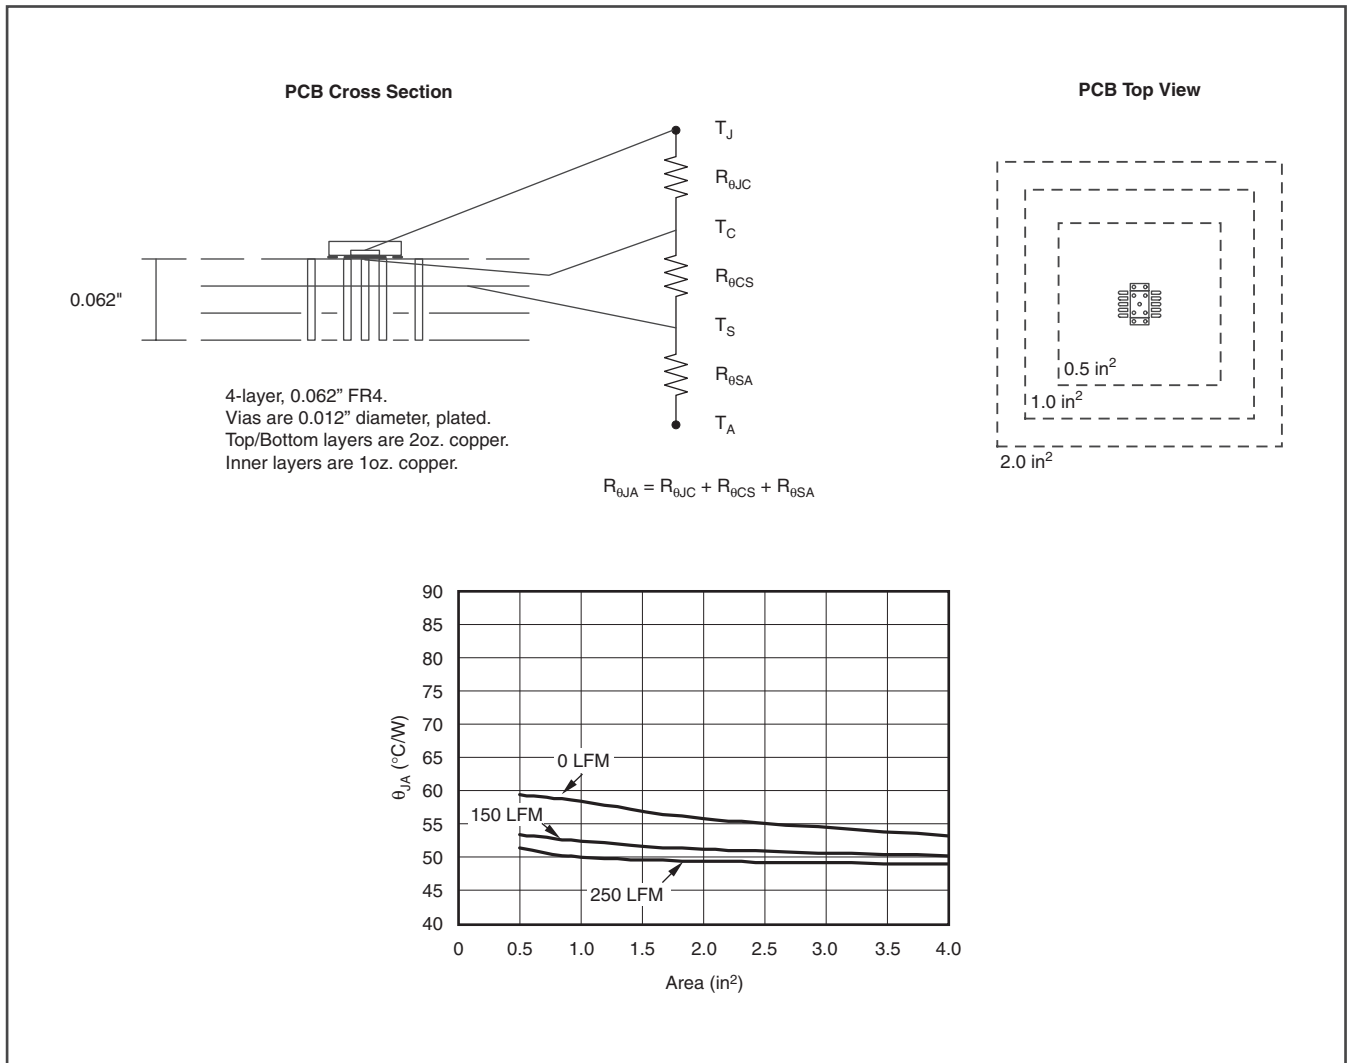 PCB Cross Section
PCB Top View
T_J
R_θJC
T_C
R_θCS
T_S
R_θSA
T_A
0.062"
4-layer, 0.062” FR4.
Vias are 0.012” diameter, plated.
Top/Bottom layers are 2oz. copper.
Inner layers are 1oz. copper.
R_θJA = R_θJC + R_θCS + R_θSA
0.5 in²
1.0 in²
2.0 in²
90
85
80
75
70
65
60
55
50
45
40
θ_JA (°C/W)
0 LFM
150 LFM
250 LFM
0 0.5 1.0 1.5 2.0 2.5 3.0 3.5 4.0
Area (in²)